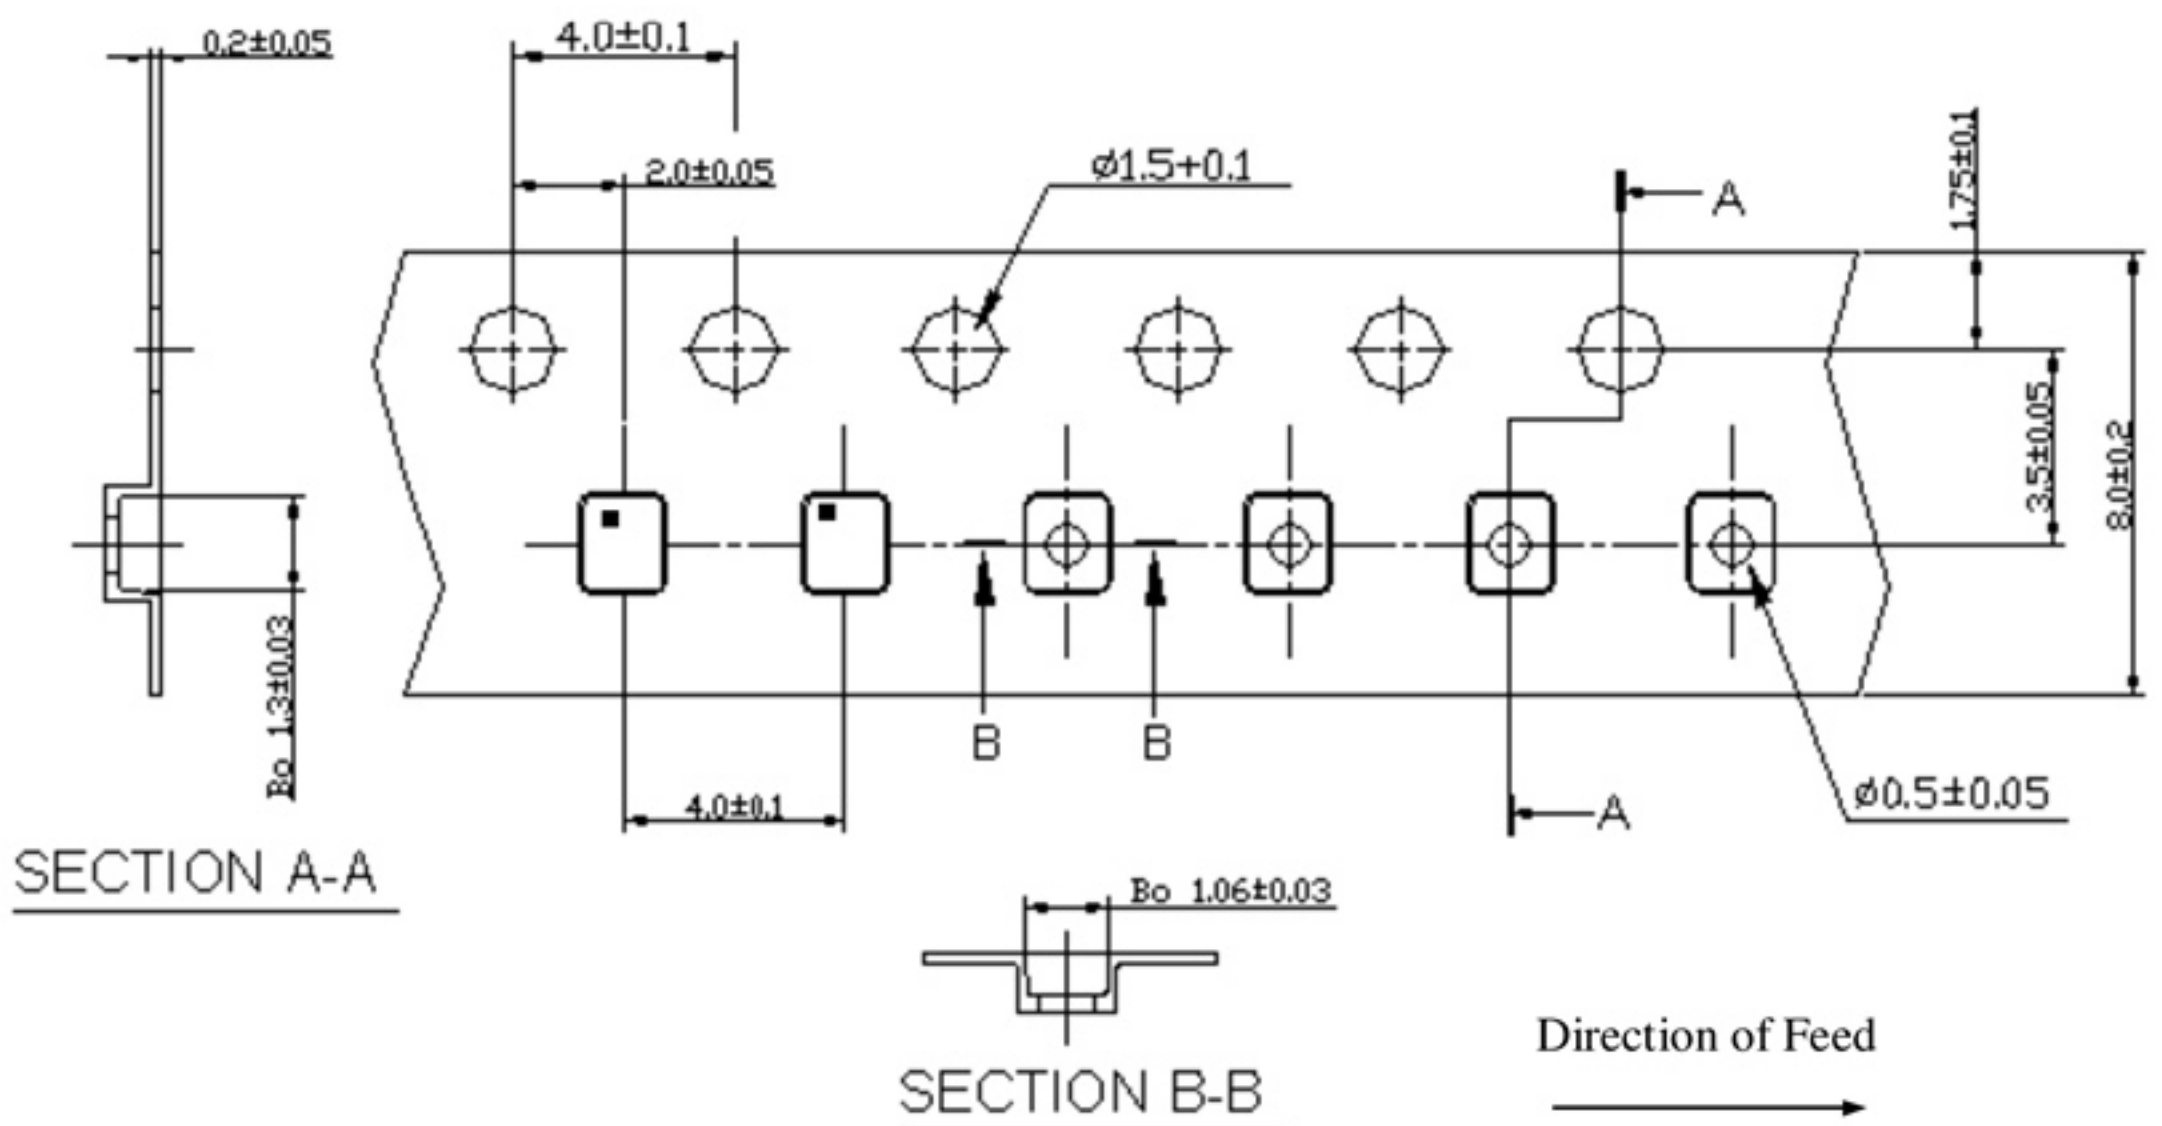 0.2±0.05
4.0±0.1
2.0±0.05
ø1.5+0.1
A
1.75±0.1
3.5±0.05
8.0±0.2
Bo 1.3±0.03
B
B
4.0±0.1
A
ø0.5±0.05
SECTION A-A
Bo 1.06±0.03
SECTION B-B
Direction of Feed